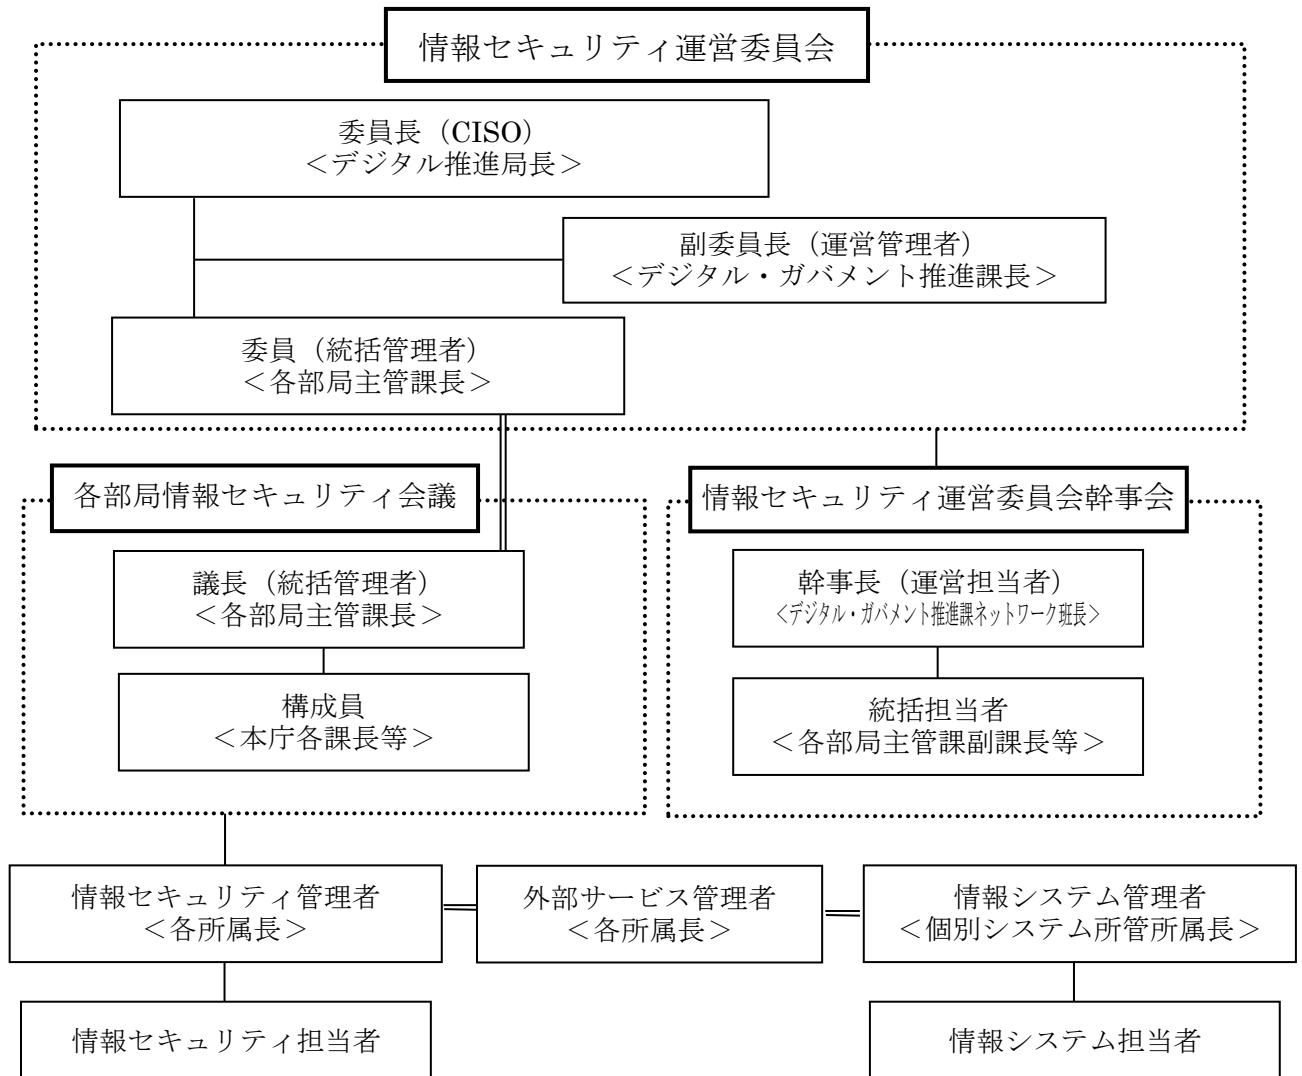 情報セキュリティ運営委員会
委員長（CISO）
＜デジタル推進局長＞
副委員長（運営管理者）
＜デジタル・ガバメント推進課長＞
委員（統括管理者）
＜各部局主管課長＞
各部局情報セキュリティ会議
議長（統括管理者）
＜各部局主管課長＞
構成員
＜本庁各課長等＞
情報セキュリティ運営委員会幹事会
幹事長（運営担当者）
＜デジタル・ガバメント推進課ネットワーク班長＞
統括担当者
＜各部局主管課副課長等＞
情報セキュリティ管理者
＜各所属長＞
外部サービス管理者
＜各所属長＞
情報システム管理者
＜個別システム所管所属長＞
情報セキュリティ担当者
情報システム担当者